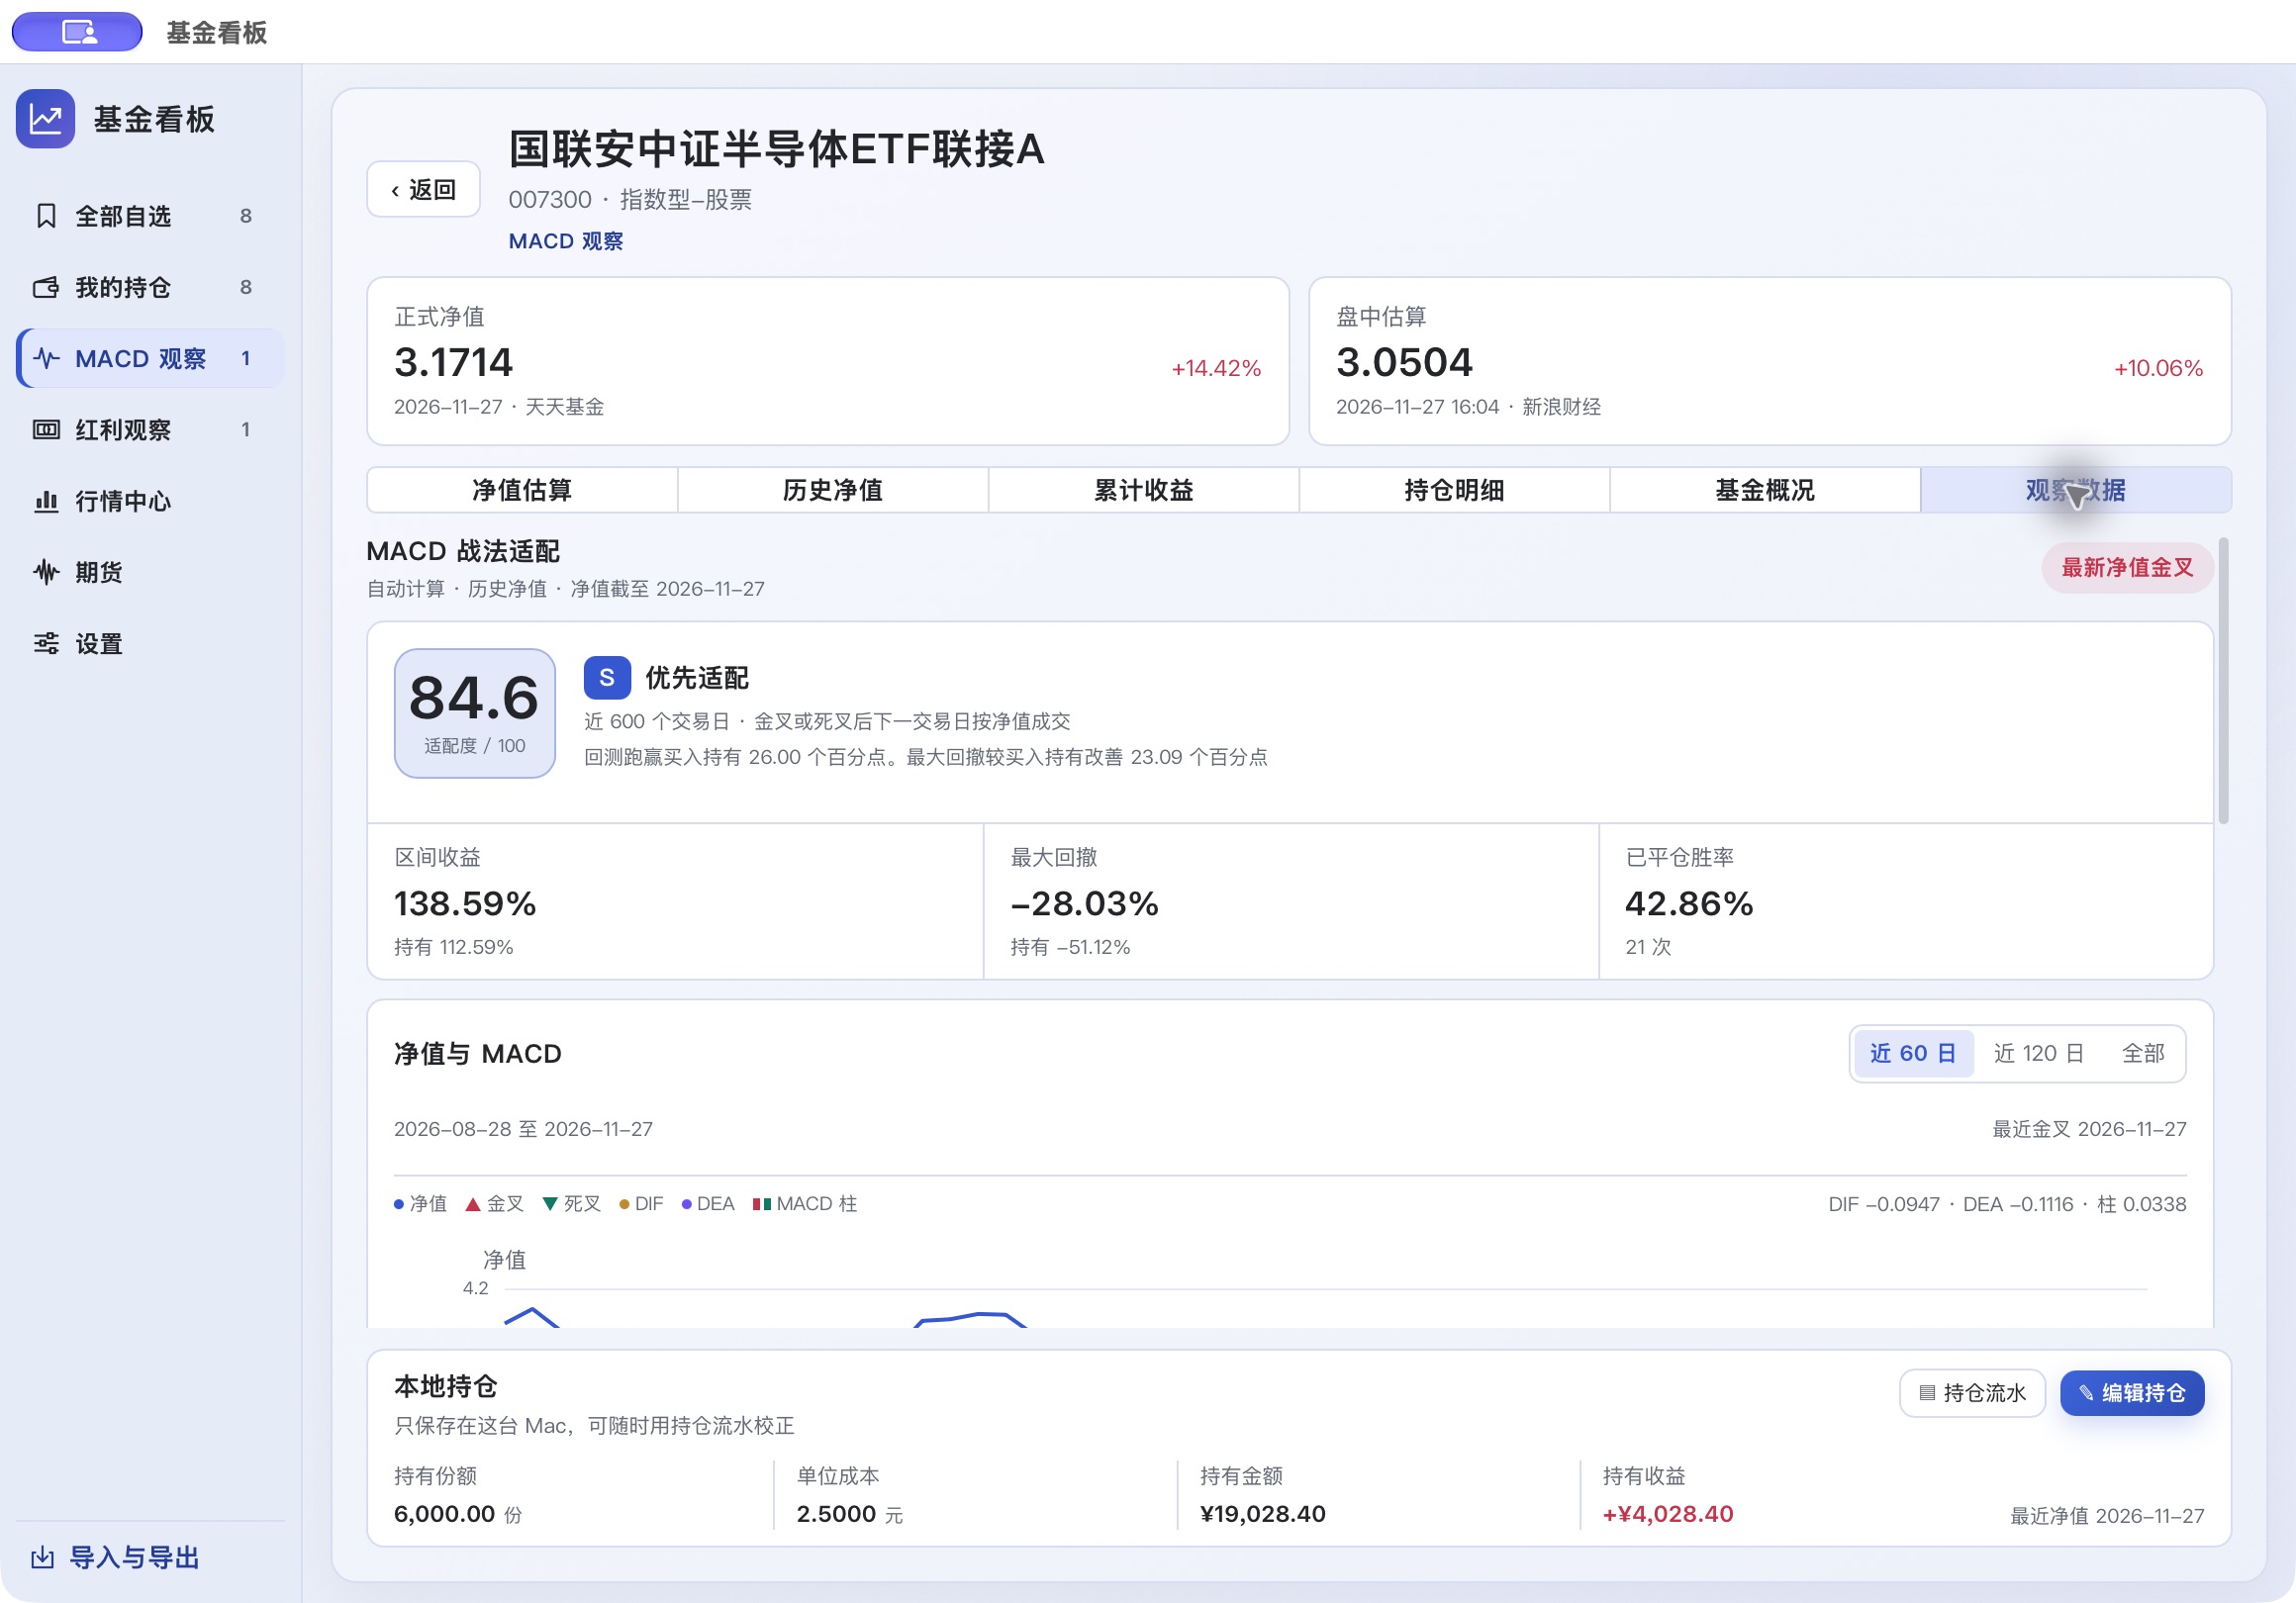 基金看板
基金看板
全部自选 8
我的持仓 8
MACD 观察 1
红利观察 1
行情中心
期货
设置
导入与导出
‹ 返回
国联安中证半导体ETF联接A
007300 · 指数型-股票
MACD 观察
正式净值
3.1714 +14.42%
2026-11-27 · 天天基金
盘中估算
3.0504 +10.06%
2026-11-27 16:04 · 新浪财经
净值估算 历史净值 累计收益 持仓明细 基金概况 观察数据
MACD 战法适配
自动计算 · 历史净值 · 净值截至 2026-11-27
最新净值金叉
84.6
适配度 / 100
S 优先适配
近 600 个交易日 · 金叉或死叉后下一交易日按净值成交
回测跑赢买入持有 26.00 个百分点。最大回撤较买入持有改善 23.09 个百分点
区间收益
138.59%
持有 112.59%
最大回撤
-28.03%
持有 -51.12%
已平仓胜率
42.86%
21 次
净值与 MACD
近 60 日 近 120 日 全部
2026-08-28 至 2026-11-27 最近金叉 2026-11-27
净值 金叉 死叉 DIF DEA MACD 柱 DIF -0.0947 · DEA -0.1116 · 柱 0.0338
净值
4.2
本地持仓
只保存在这台 Mac，可随时用持仓流水校正
持仓流水 编辑持仓
持有份额
6,000.00 份
单位成本
2.5000 元
持有金额
¥19,028.40
持有收益
+¥4,028.40
最近净值 2026-11-27